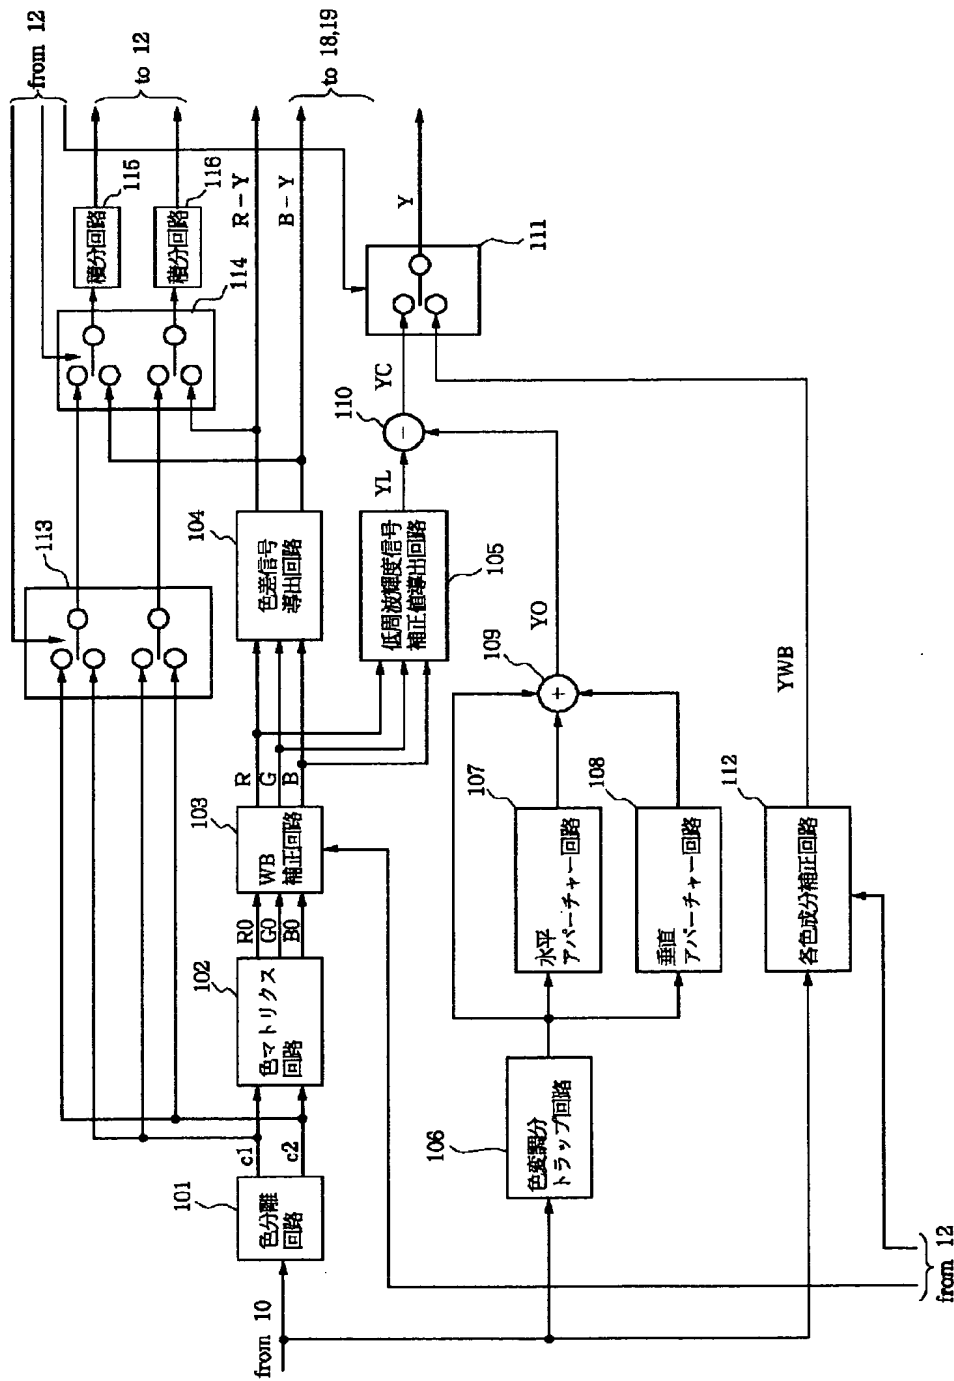 from 12
to 12
to 18,19
115
積分回路
116
積分回路
114
R－Y
B－Y
Y
111
113
104
色差信号
導出回路
YC
110
YL
低周波輝度信号
補正値導出回路
105
R
G
B
103
WB
補正回路
R0
G0
B0
102
色マトリクス
回路
c1
c2
101
色分離
回路
from 10
YO
109
107
水平
アパーチャー回路
108
垂直
アパーチャー回路
106
色変調分
トラップ回路
YWB
112
各色成分補正回路
from 12
－
＋